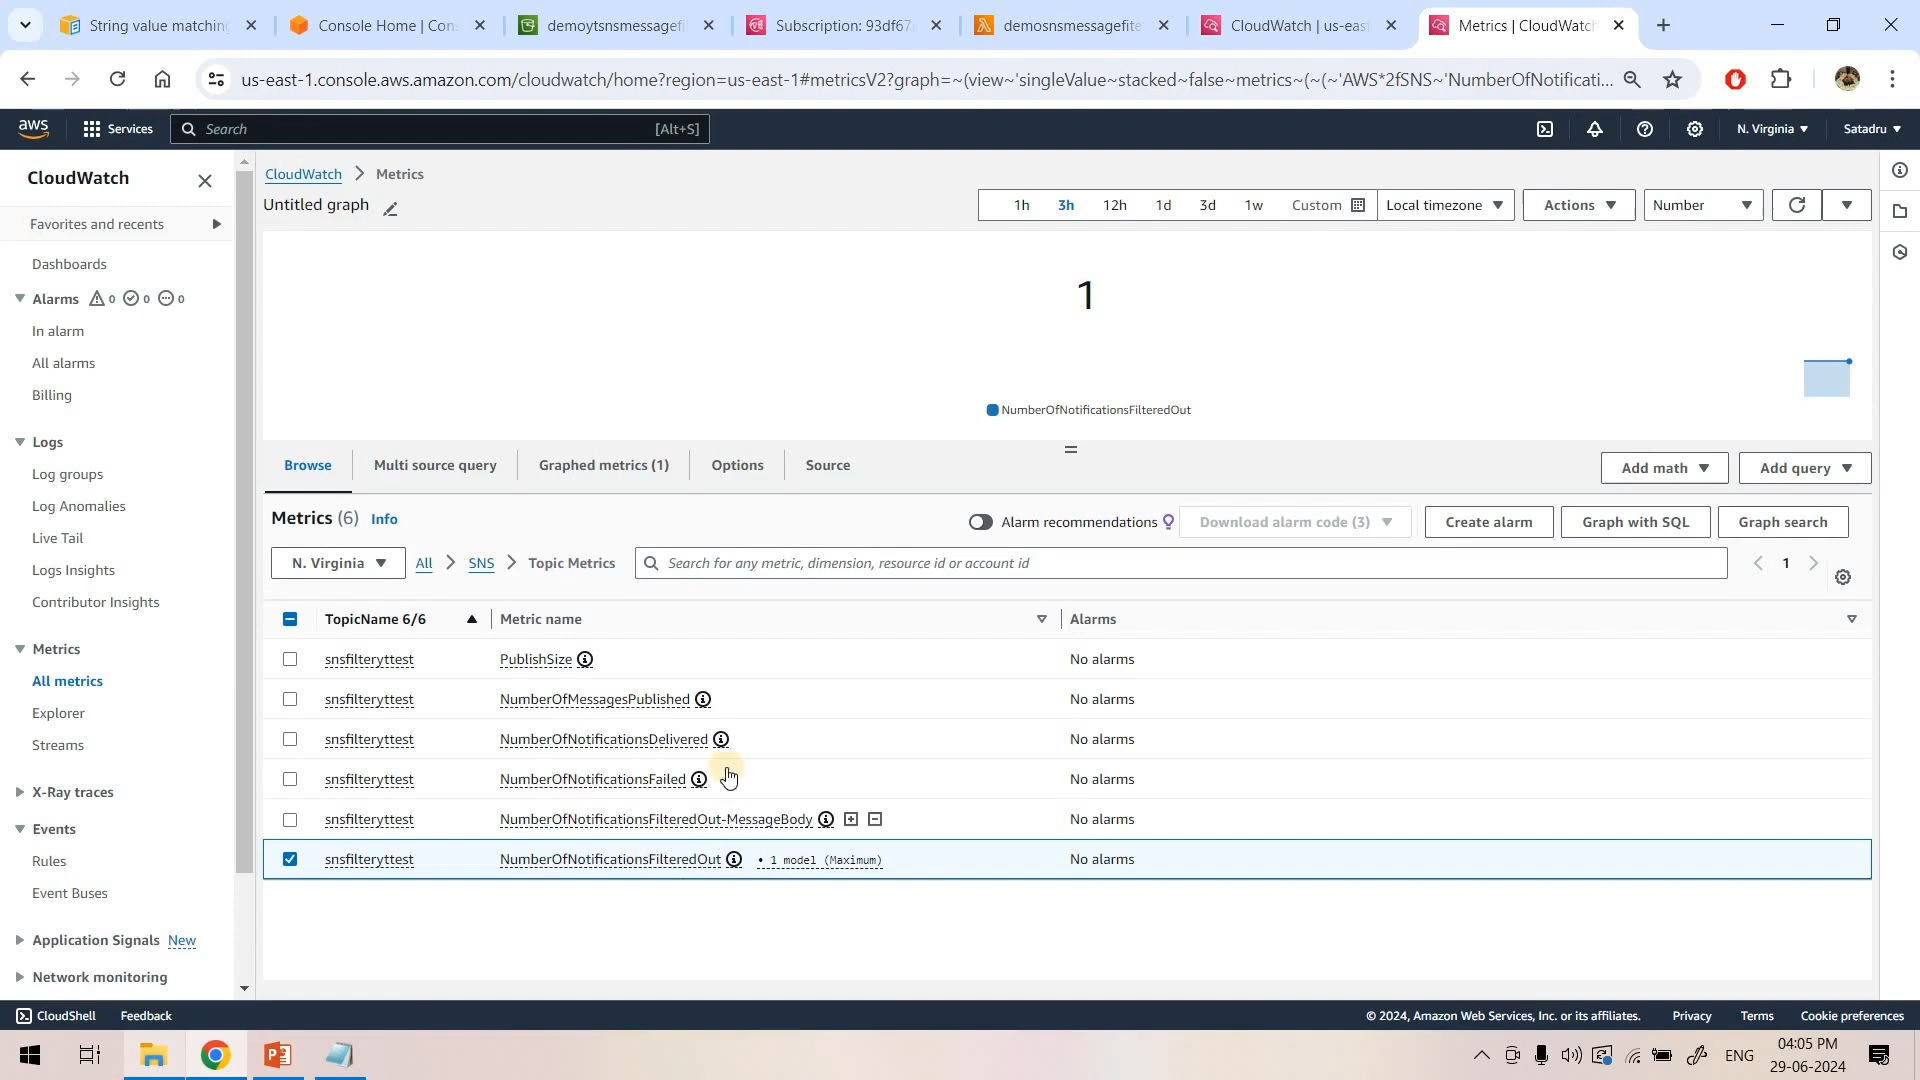 String value matching
Console Home | Con
demoytsnsmessagefi
Subscription: 93df67
demosnsmessagefite
CloudWatch | us-eas
Metrics | CloudWatch
us-east-1.console.aws.amazon.com/cloudwatch/home?region=us-east-1#metricsV2?graph=~(view~'singleValue~stacked~false~metrics~(~(~'AWS*2fSNS~'NumberOfNotificati...
aws Services Search [Alt+S] N. Virginia Satadru
CloudWatch
Favorites and recents
Dashboards
Alarms 0 0 0
In alarm
All alarms
Billing
Logs
Log groups
Log Anomalies
Live Tail
Logs Insights
Contributor Insights
Metrics
All metrics
Explorer
Streams
X-Ray traces
Events
Rules
Event Buses
Application Signals New
Network monitoring
CloudWatch > Metrics
Untitled graph
1h 3h 12h 1d 3d 1w Custom Local timezone Actions Number
1
NumberOfNotificationsFilteredOut
Browse Multi source query Graphed metrics (1) Options Source Add math Add query
Metrics (6) Info
Alarm recommendations Download alarm code (3) Create alarm Graph with SQL Graph search
N. Virginia All > SNS > Topic Metrics Search for any metric, dimension, resource id or account id 1
TopicName 6/6 Metric name Alarms
snsfilteryttest PublishSize No alarms
snsfilteryttest NumberOfMessagesPublished No alarms
snsfilteryttest NumberOfNotificationsDelivered No alarms
snsfilteryttest NumberOfNotificationsFailed No alarms
snsfilteryttest NumberOfNotificationsFilteredOut-MessageBody No alarms
snsfilteryttest NumberOfNotificationsFilteredOut • 1 model (Maximum) No alarms
CloudShell Feedback © 2024, Amazon Web Services, Inc. or its affiliates. Privacy Terms Cookie preferences
ENG
04:05 PM
29-06-2024